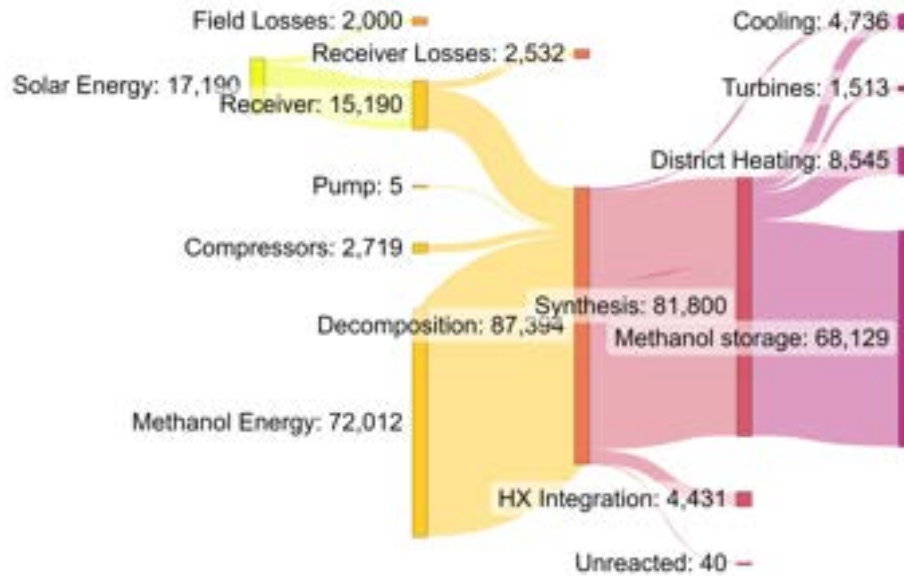 Field Losses: 2,000
Cooling: 4,736
Receiver Losses: 2,532
Solar Energy: 17,190
Turbines: 1,513
Receiver: 15,190
District Heating: 8,545
Pump: 5
Compressors: 2,719
Synthesis: 81,800
Decomposition: 87,394
Methanol storage: 68,129
Methanol Energy: 72,012
HX Integration: 4,431
Unreacted: 40